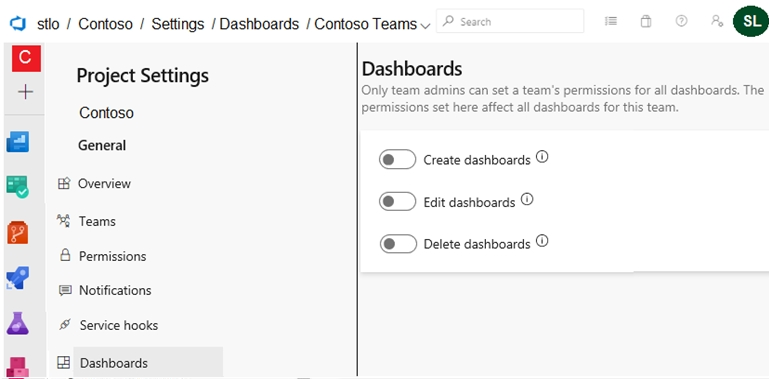 stlo / Contoso / Settings / Dashboards / Contoso Teams
Search
SL
C
Project Settings
Contoso
General
Overview
Teams
Permissions
Notifications
Service hooks
Dashboards
Dashboards
Only team admins can set a team's permissions for all dashboards. The
permissions set here affect all dashboards for this team.
Create dashboards
Edit dashboards
Delete dashboards